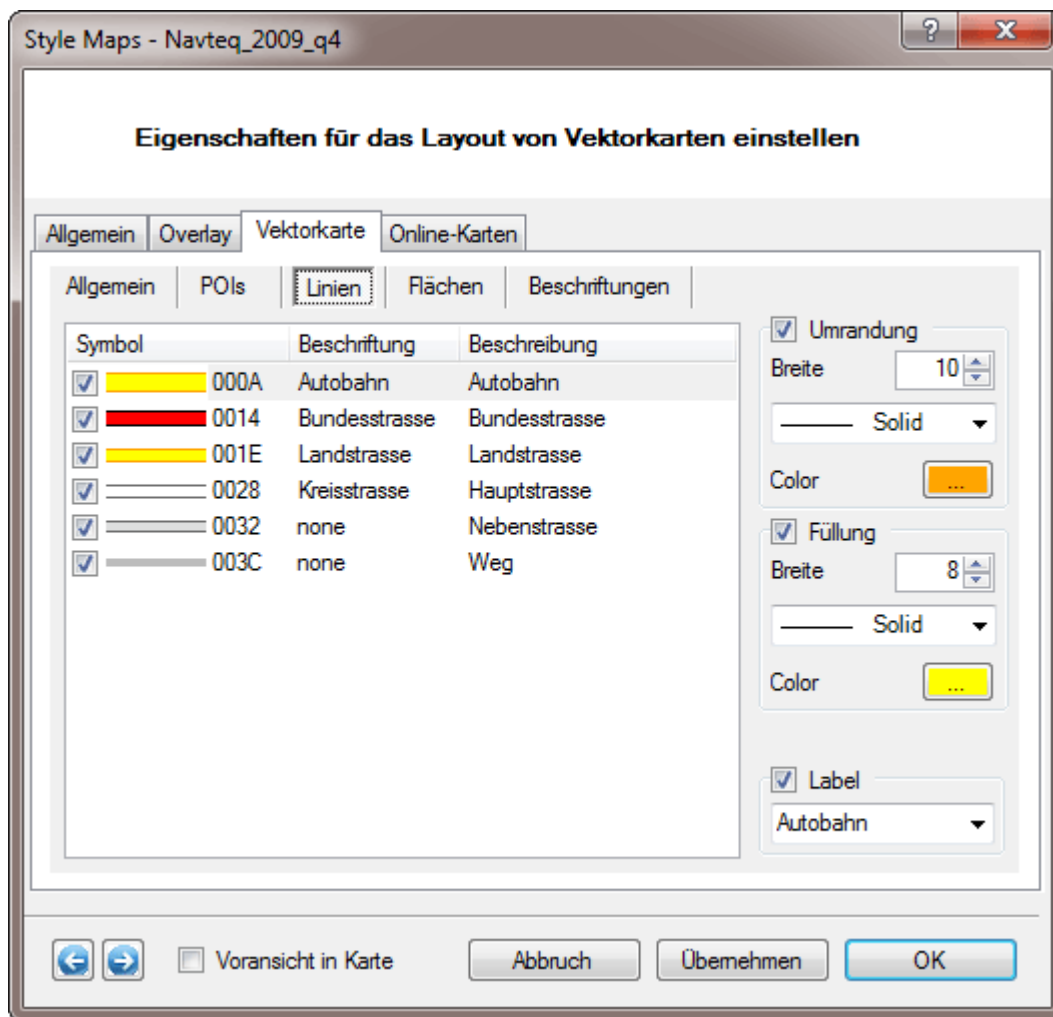 Style Maps - Navteq_2009_q4
?
Eigenschaften für das Layout von Vektorkarten einstellen
Allgemein Overlay Vektorkarte Online-Karten
Allgemein POIs Linien Flächen Beschriftungen
Symbol Beschriftung Beschreibung
000A Autobahn Autobahn
0014 Bundesstrasse Bundesstrasse
001E Landstrasse Landstrasse
0028 Kreisstrasse Hauptstrasse
0032 none Nebenstrasse
003C none Weg
Umrandung
Breite 10
Solid
Color ...
Füllung
Breite 8
Solid
Color ...
Label
Autobahn
Voransicht in Karte Abbruch Übernehmen OK